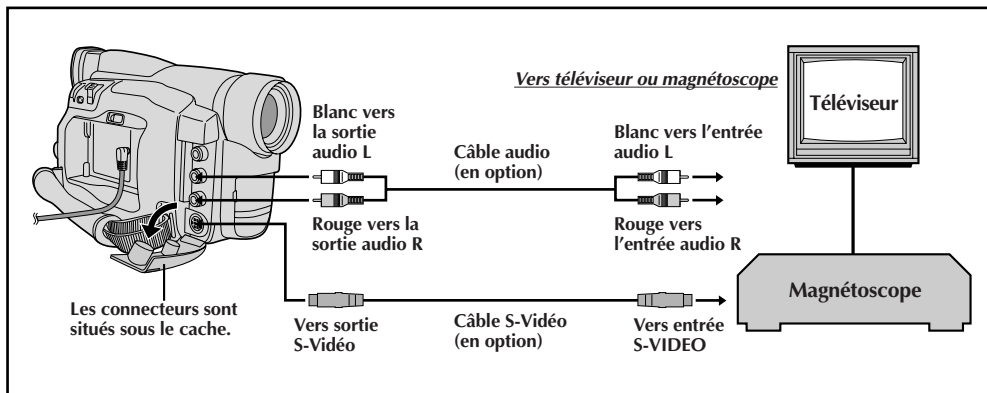 Vers téléviseur ou magnétoscope
Téléviseur
Blanc vers
la sortie
audio L
Câble audio
(en option)
Blanc vers l'entrée
audio L
Rouge vers la
sortie audio R
Rouge vers
l'entrée audio R
Magnétoscope
Les connecteurs sont
situés sous le cache.
Vers sortie
S-Vidéo
Câble S-Vidéo
(en option)
Vers entrée
S-VIDEO